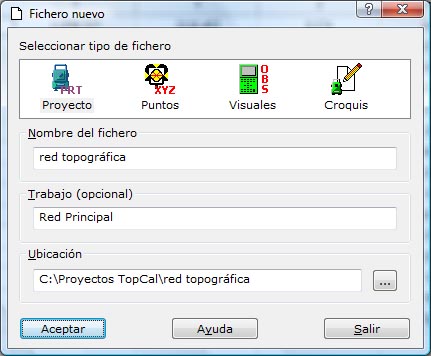 Fichero nuevo
?
Seleccionar tipo de fichero
PRT XYZ OBS
Proyecto Puntos Visuales Croquis
Nombre del fichero
red topográfica
Trabajo (opcional)
Red Principal
Ubicación
C:\Proyectos TopCal\red topográfica
...
Aceptar Ayuda Salir